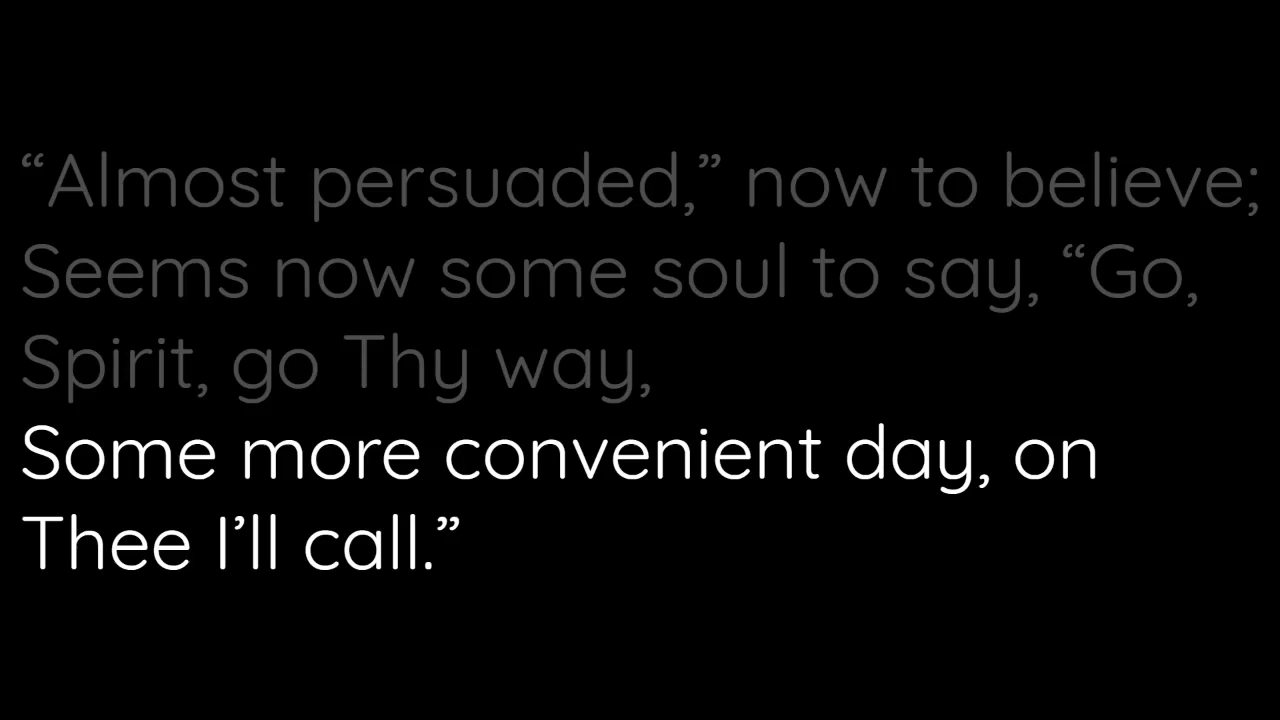 “Almost persuaded,” now to believe;
Seems now some soul to say, “Go,
Spirit, go Thy way,
Some more convenient day, on
Thee I’ll call.”